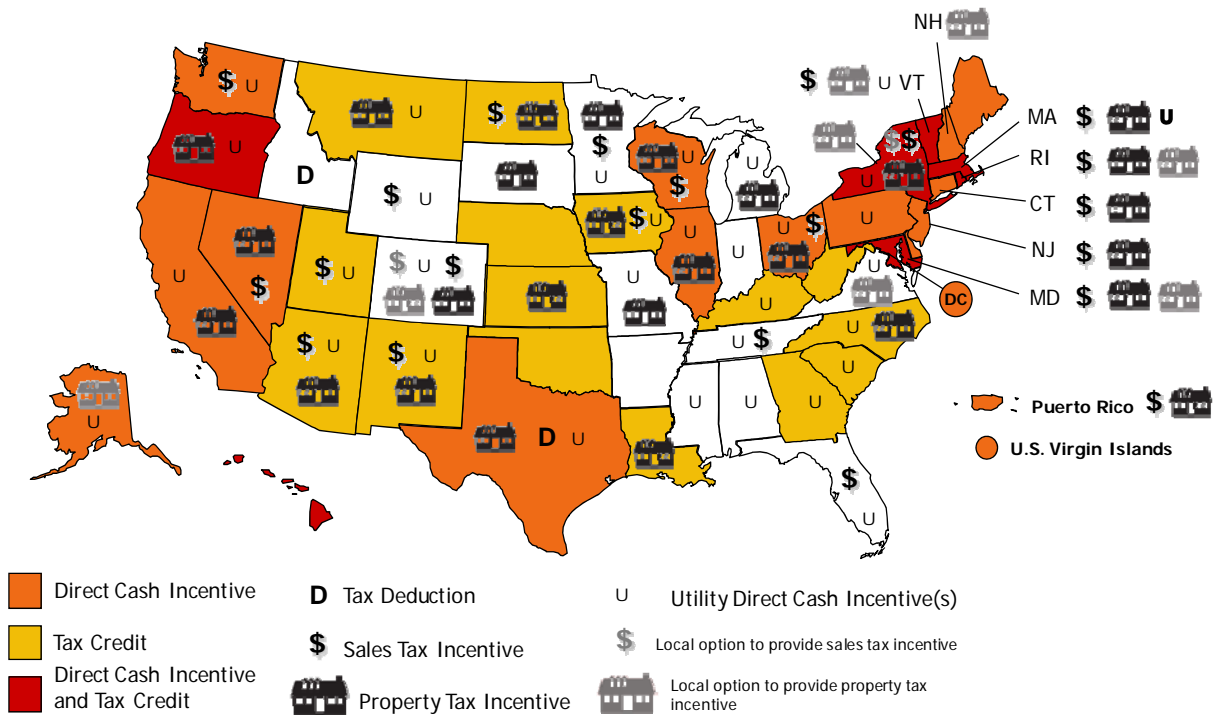 NH
$ U VT
$ U
U
$
$ $
MA $ U
U
D
$ U
$
U
U
$
U
U
RI $
$ U
CT $
U
$ U
$ U $
U
U
U
U $
U
NJ $
U
$
U
U
DC
MD $
$ U
$ U
U $
U
U
U
U
U
U
U
D U
Puerto Rico $
U.S. Virgin Islands
$
U
Direct Cash Incentive
D Tax Deduction
U Utility Direct Cash Incentive(s)
Tax Credit
$ Sales Tax Incentive
$ Local option to provide sales tax incentive
Direct Cash Incentive
and Tax Credit
Property Tax Incentive
Local option to provide property tax
incentive